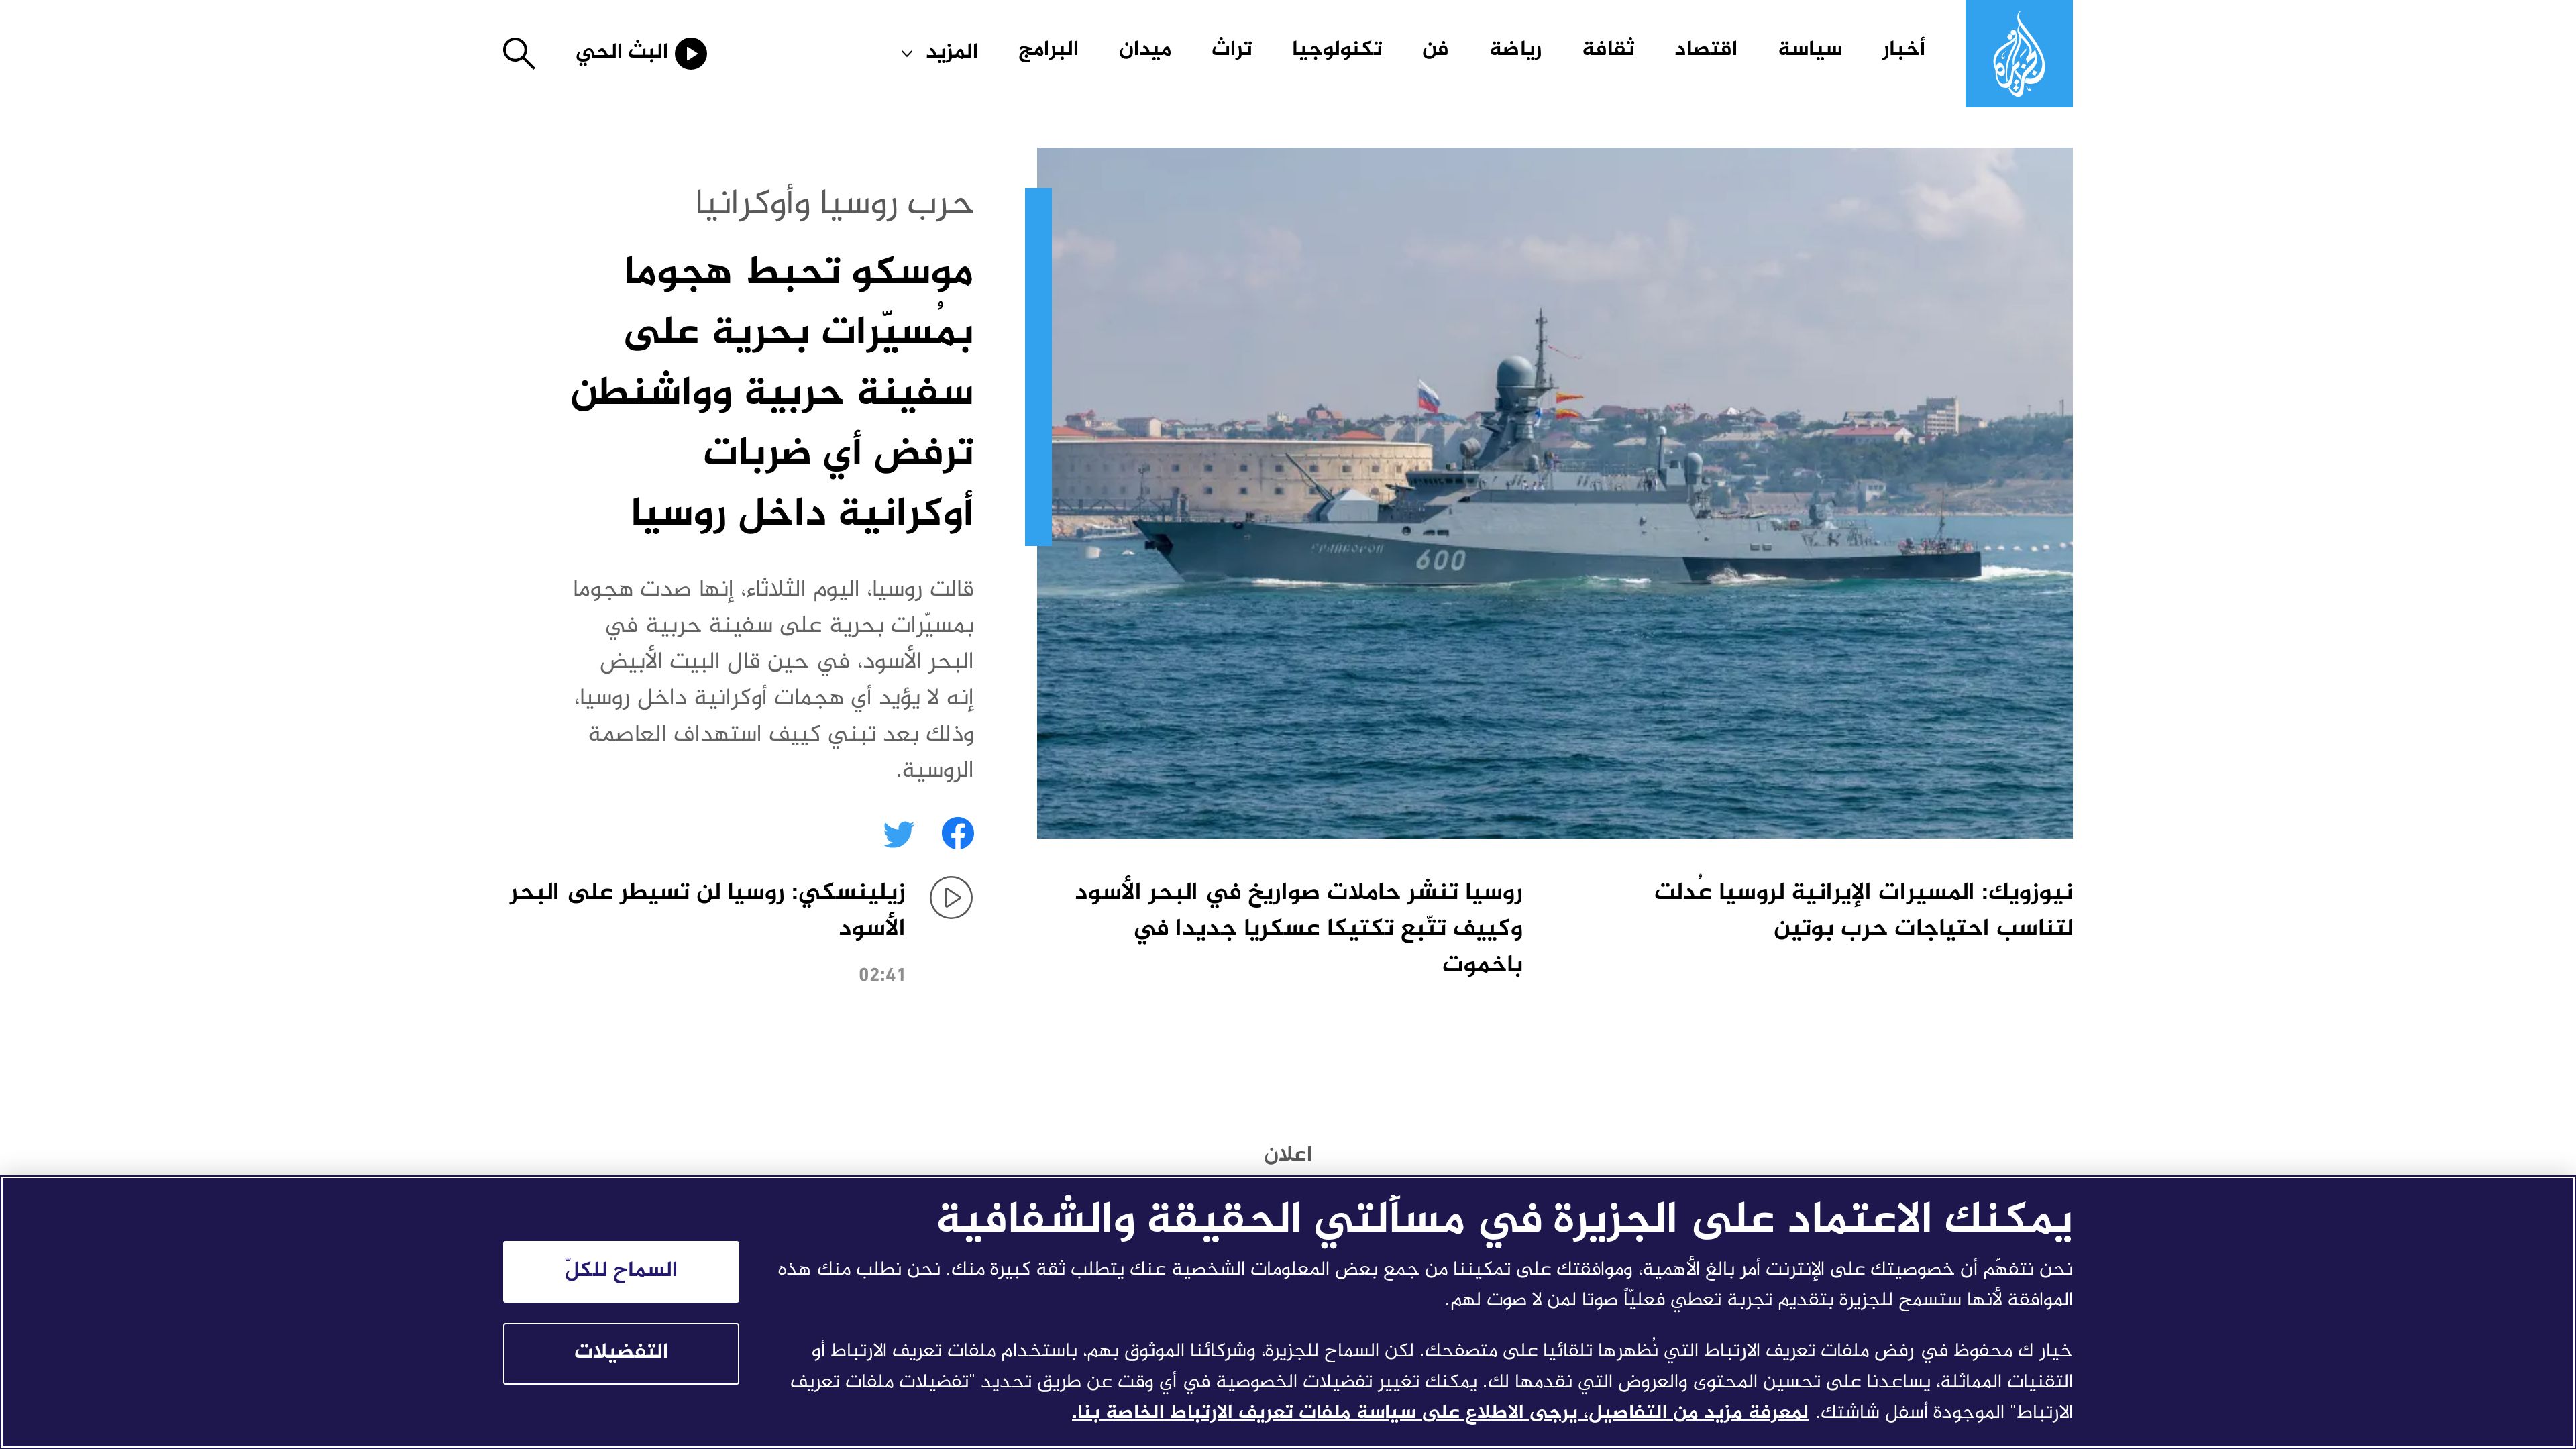 الجزيرة
أخبار
سياسة
اقتصاد
ثقافة
رياضة
فن
تكنولوجيا
تراث
ميدان
البرامج
المزيد
البث الحي
حرب روسيا وأوكرانيا
موسكو تحبط هجوما
بمُسيّرات بحرية على
سفينة حربية وواشنطن
ترفض أي ضربات
أوكرانية داخل روسيا
قالت روسيا، اليوم الثلاثاء، إنها صدت هجوما
بمسيّرات بحرية على سفينة حربية في
البحر الأسود، في حين قال البيت الأبيض
إنه لا يؤيد أي هجمات أوكرانية داخل روسيا،
وذلك بعد تبني كييف استهداف العاصمة
الروسية.
600
نيوزويك: المسيرات الإيرانية لروسيا عُدلت
لتناسب احتياجات حرب بوتين
روسيا تنشر حاملات صواريخ في البحر الأسود
وكييف تتّبع تكتيكا عسكريا جديدا في
باخموت
زيلينسكي: روسيا لن تسيطر على البحر
الأسود
02:41
اعلان
يمكنك الاعتماد على الجزيرة في مسألتي الحقيقة والشفافية
نحن نتفهّم أن خصوصيتك على الإنترنت أمر بالغ الأهمية، وموافقتك على تمكيننا من جمع بعض المعلومات الشخصية عنك يتطلب ثقة كبيرة منك. نحن نطلب منك هذه
الموافقة لأنها ستسمح للجزيرة بتقديم تجربة تعطي فعليّاً صوتا لمن لا صوت لهم.
خيار ك محفوظ في رفض ملفات تعريف الارتباط التي نُظهرها تلقائيا على متصفحك. لكن السماح للجزيرة، وشركائنا الموثوق بهم، باستخدام ملفات تعريف الارتباط أو
التقنيات المماثلة، يساعدنا على تحسين المحتوى والعروض التي نقدمها لك. يمكنك تغيير تفضيلات الخصوصية في أي وقت عن طريق تحديد "تفضيلات ملفات تعريف
الارتباط" الموجودة أسفل شاشتك. لمعرفة مزيد من التفاصيل، يرجى الاطلاع على سياسة ملفات تعريف الارتباط الخاصة بنا.
السماح للكلّ
التفضيلات